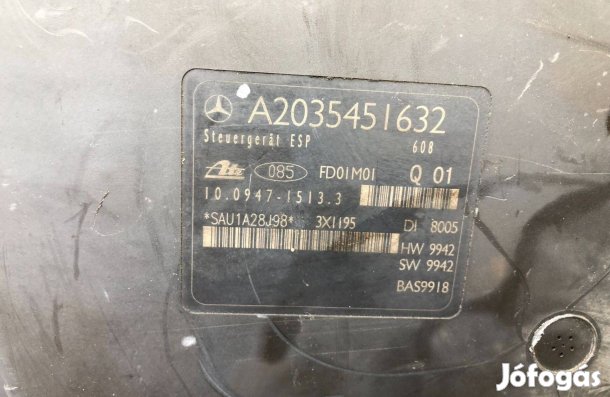 A2035451632
Steuergerät ESP 608
Ate 085 FD01M01 Q 01
10.0947-1513.3
*SAU1A28J98* 3X1195 DI 8005
HW 9942
SW 9942
BAS9918
Jófogás